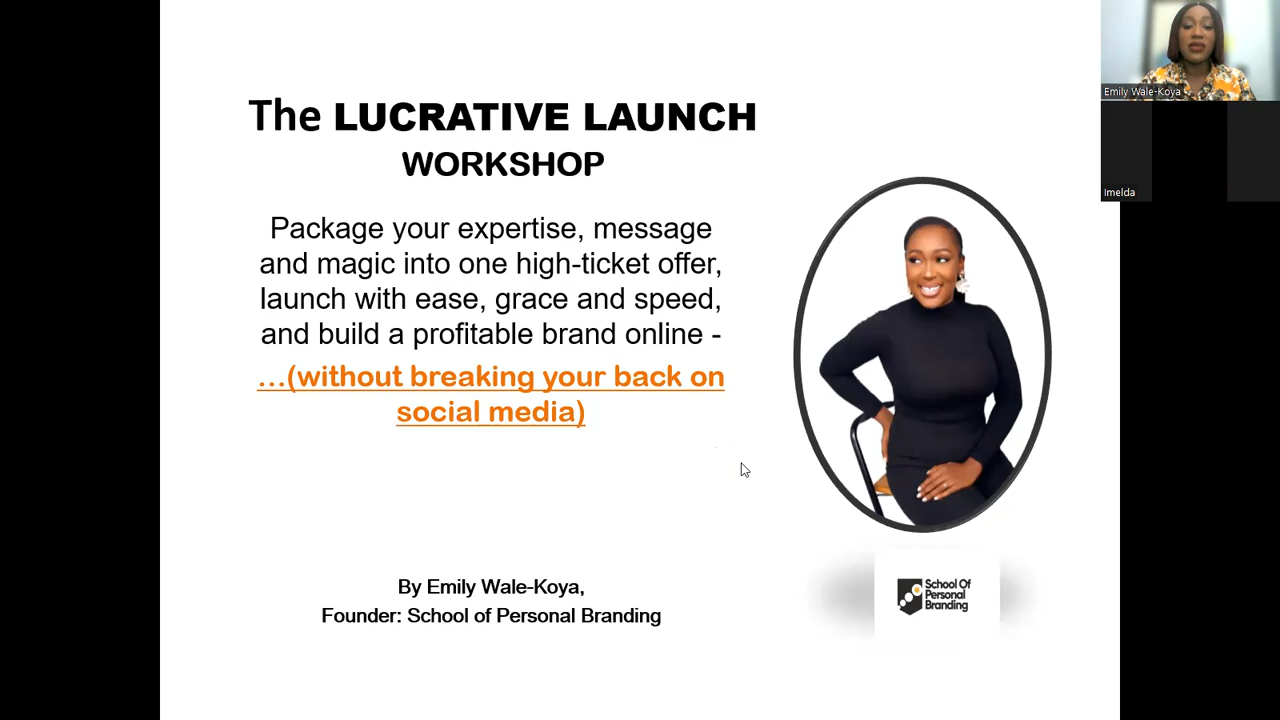 The LUCRATIVE LAUNCH
WORKSHOP
Package your expertise, message
and magic into one high-ticket offer,
launch with ease, grace and speed,
and build a profitable brand online -
...(without breaking your back on
social media)
By Emily Wale-Koya,
Founder: School of Personal Branding
School Of
Personal
Branding
Emily Wale-Koya
Imelda